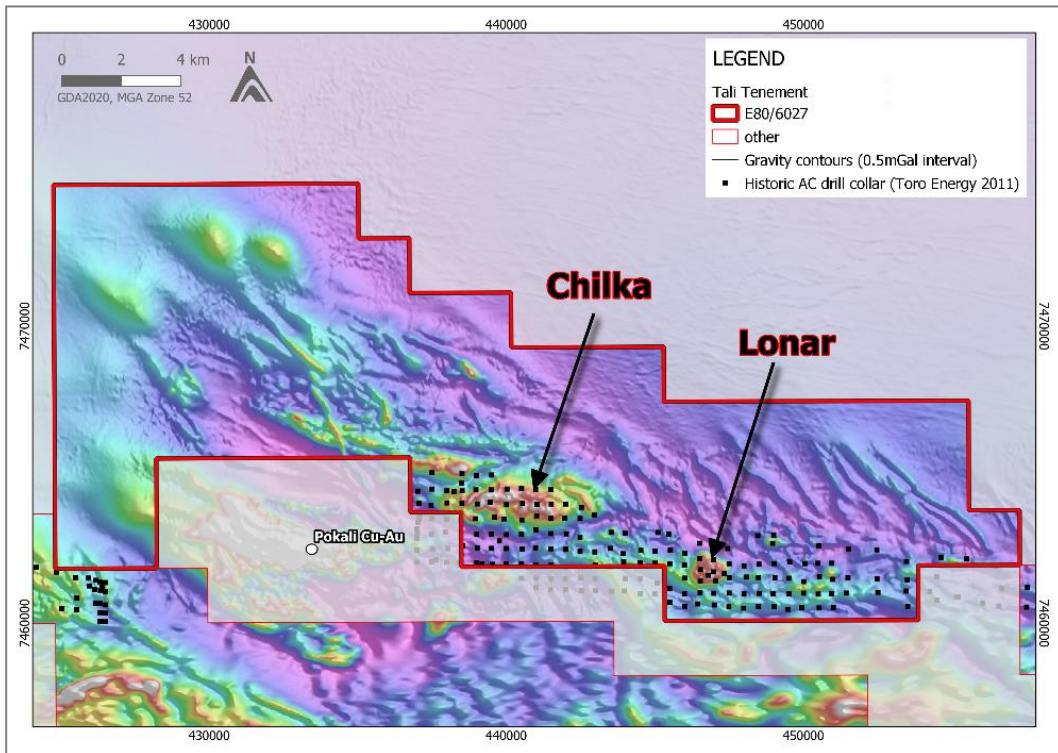 430000
440000
450000
0 2 4 km
N
GDA2020, MGA Zone 52
LEGEND
Tali Tenement
E80/6027
other
Gravity contours (0.5mGal interval)
Historic AC drill collar (Toro Energy 2011)
7470000
7470000
Chilka
Lonar
Pokali Cu-Au
7460000
7460000
430000
440000
450000